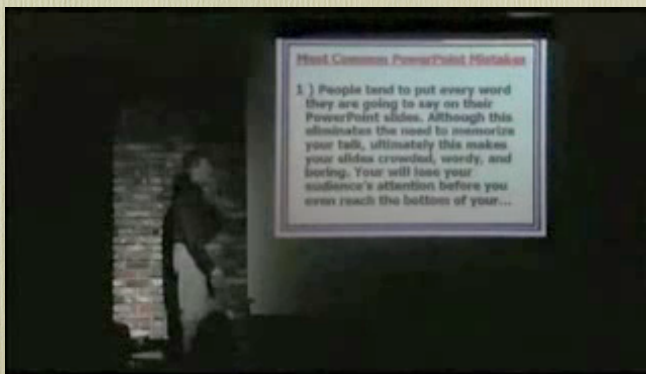 Most Common PowerPoint Mistakes
1 ) People tend to put every word
they are going to say on their
PowerPoint slides. Although this
eliminates the need to memorize
your talk, ultimately this makes
your slides crowded, wordy, and
boring. Your will lose your
audience's attention before you
even reach the bottom of your...